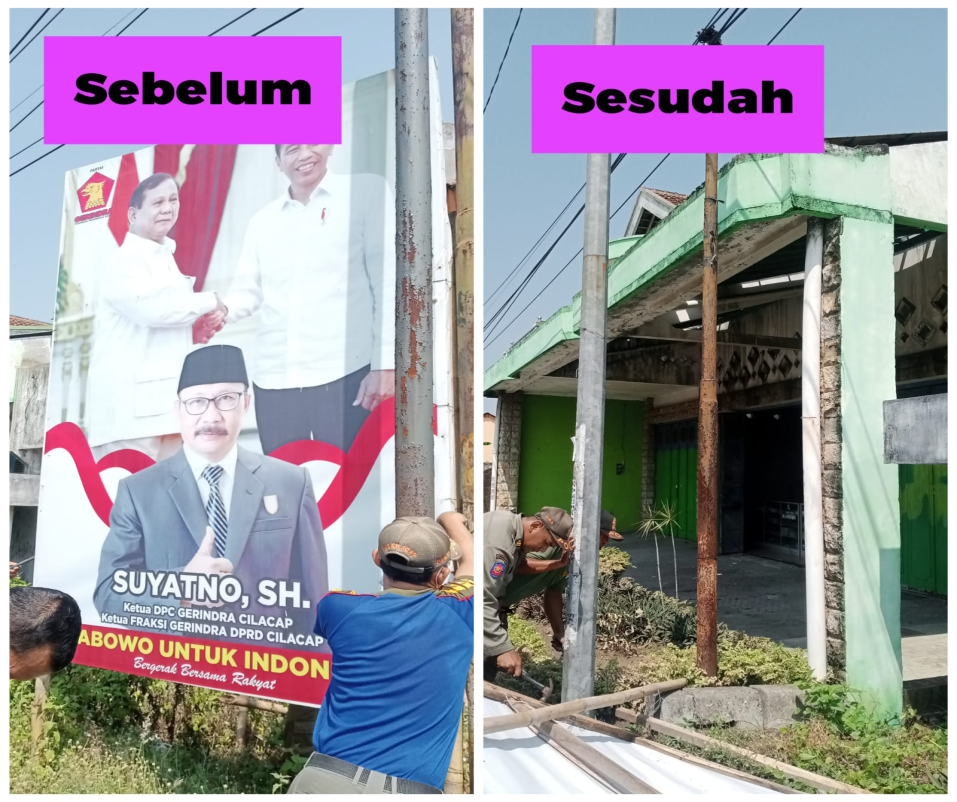 Sebelum
Sesudah
PARTAI
SUYATNO, SH.
Ketua DPC GERINDRA CILACAP
Ketua FRAKSI GERINDRA DPRD CILACAP
ABOWO UNTUK INDON
Bergerak Bersama Rakyat